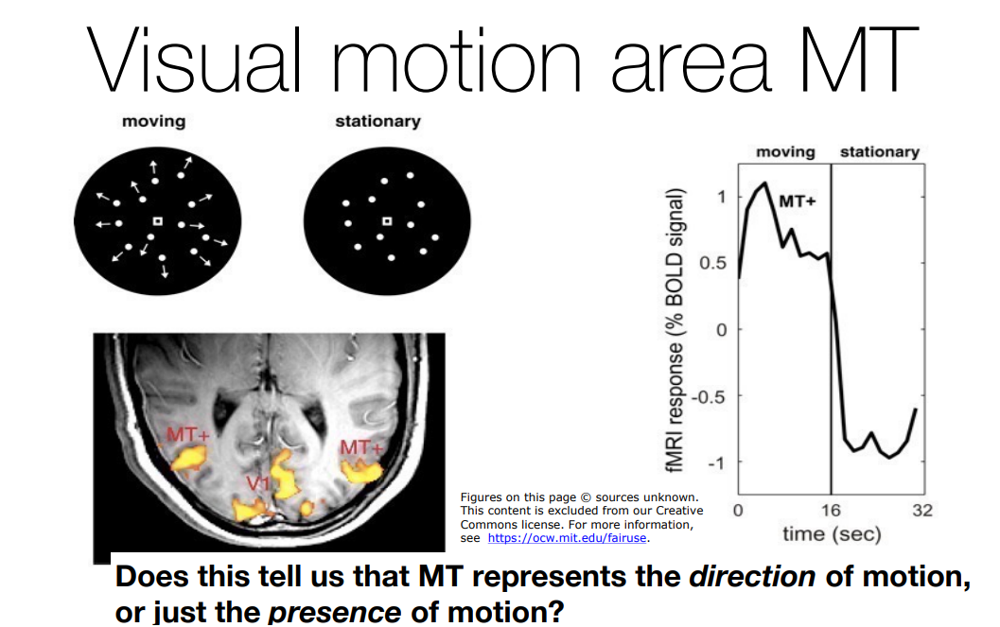 Visual motion area MT
moving
stationary
MT+
MT+
V1
moving
stationary
MT+
fMRI response (% BOLD signal)
1
0.5
0
-0.5
-1
0
16
32
time (sec)
Figures on this page © sources unknown.
This content is excluded from our Creative
Commons license. For more information,
see https://ocw.mit.edu/fairuse.
Does this tell us that MT represents the direction of motion,
or just the presence of motion?